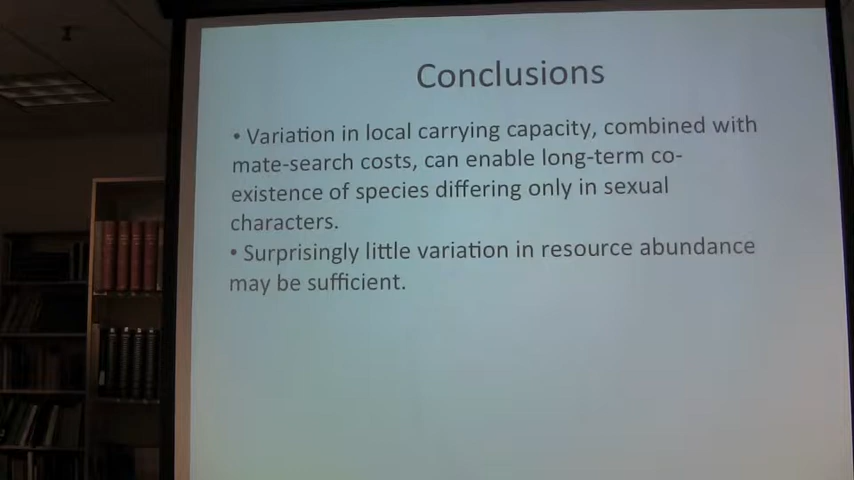 Conclusions
• Variation in local carrying capacity, combined with
mate-search costs, can enable long-term co-
existence of species differing only in sexual
characters.
• Surprisingly little variation in resource abundance
may be sufficient.